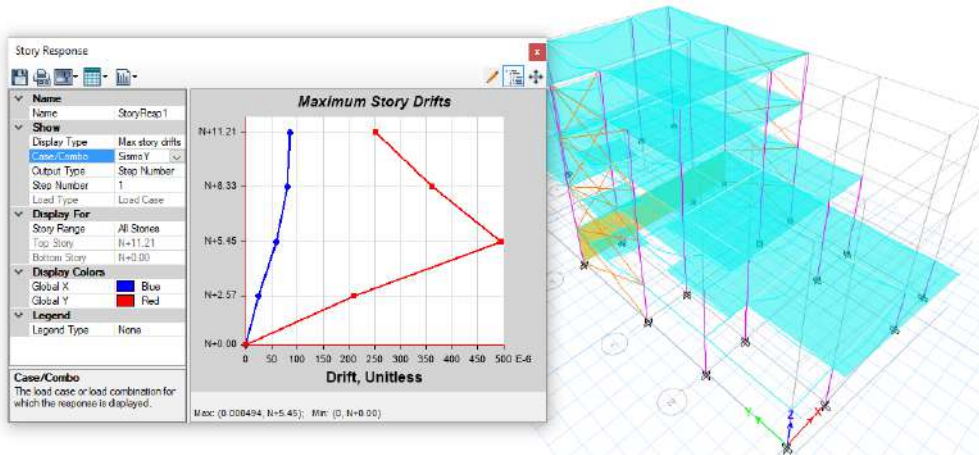 Story Response
x
Name
Name StoryResp1
Show
Display Type Max story drifts
Case/Combo SismoY
Output Type Step Number
Step Number 1
Load Type Load Case
Display For
Story Range All Stories
Top Story N+11.21
Bottom Story N+0.00
Display Colors
Global X Blue
Global Y Red
Legend
Legend Type None
Case/Combo
The load case or load combination for
which the response is displayed.
Maximum Story Drifts
N+11.21
N+8.33
N+5.45
N+2.57
N+0.00
0 50 100 150 200 250 300 350 400 450 500 E-6
Drift, Unitless
Max: (0.000494, N+5.45); Min: (0, N+0.00)
Z
Y
X